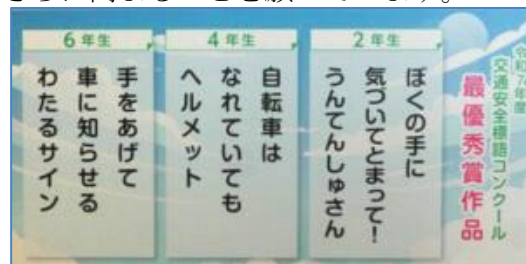 令和7年度
交通安全標語コンクール
最優秀賞作品
2年生
ぼくの手に
気づいてとまって!
うんてんしゅさん
4年生
自転車は
なれていても
ヘルメット
6年生
手をあげて
車に知らせる
わたるサイン